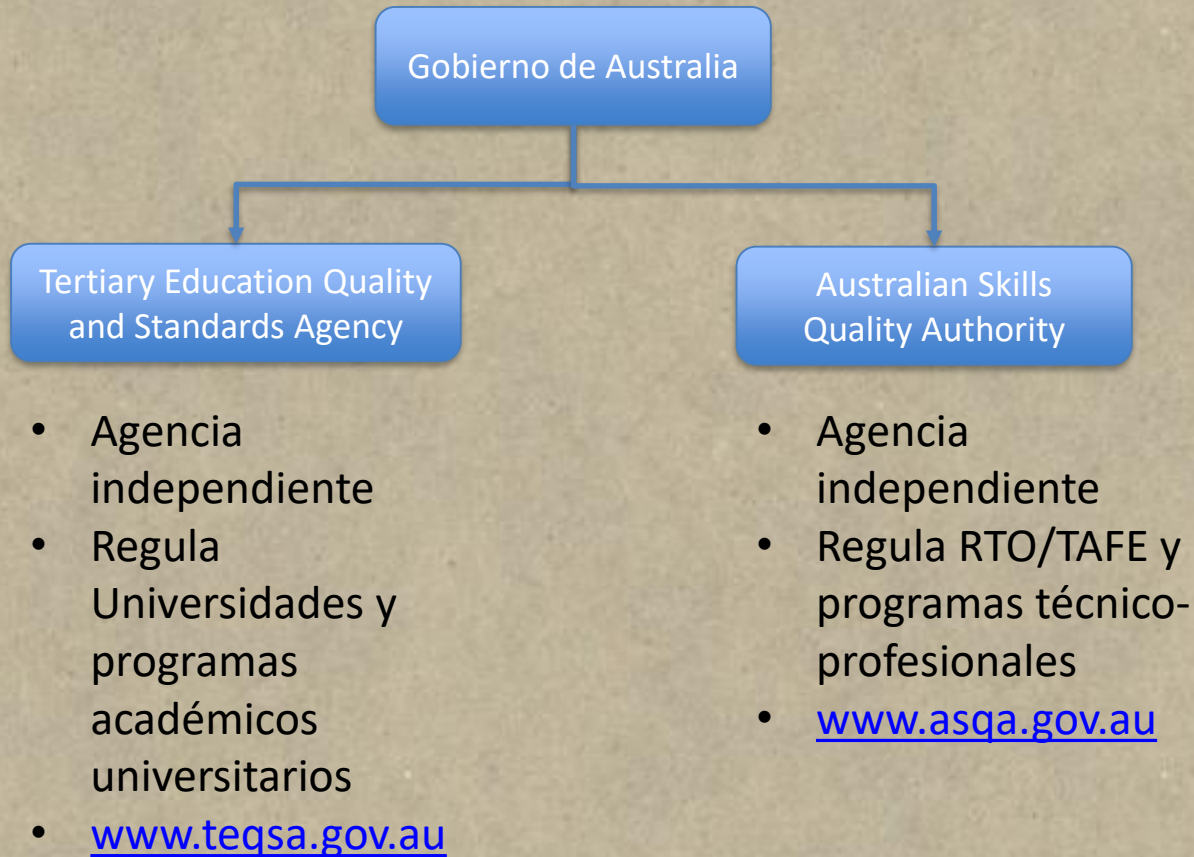 Gobierno de Australia
Tertiary Education Quality
and Standards Agency
• Agencia
independiente
• Regula
Universidades y
programas
académicos
universitarios
• www.teqsa.gov.au
Australian Skills
Quality Authority
• Agencia
independiente
• Regula RTO/TAFE y
programas técnico-
profesionales
• www.asqa.gov.au